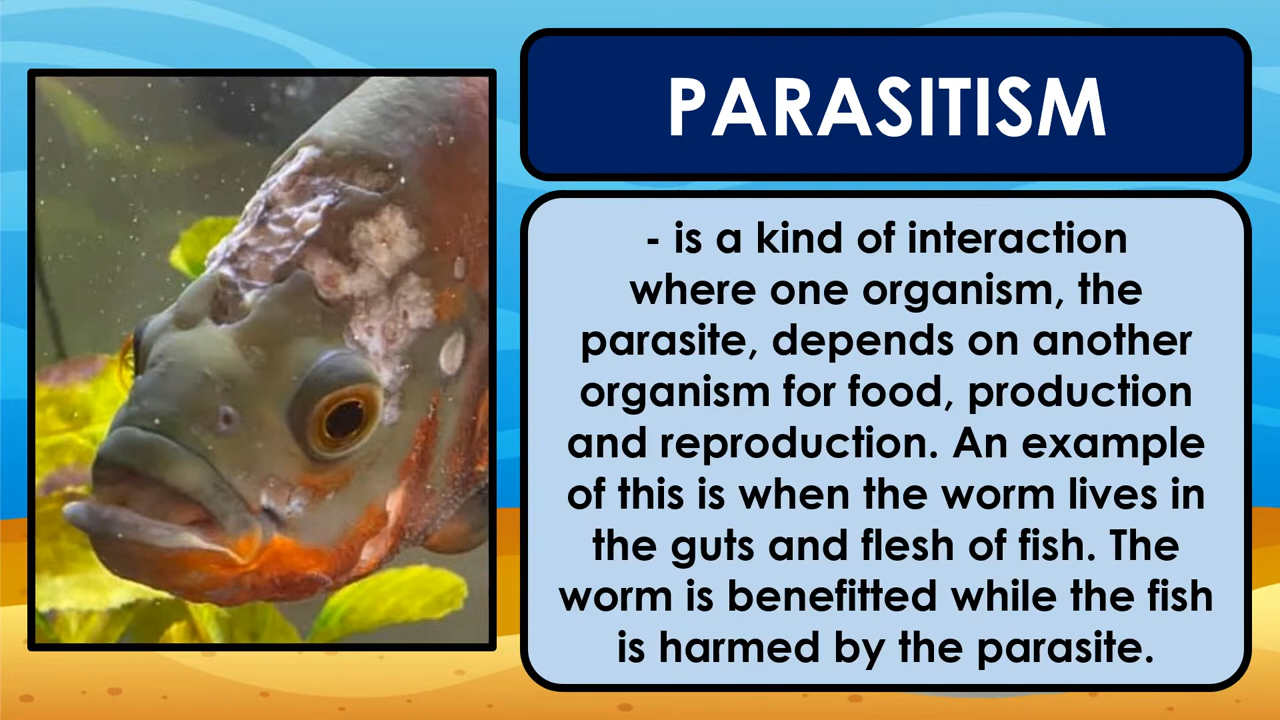 PARASITISM
- is a kind of interaction
where one organism, the
parasite, depends on another
organism for food, production
and reproduction. An example
of this is when the worm lives in
the guts and flesh of fish. The
worm is benefitted while the fish
is harmed by the parasite.